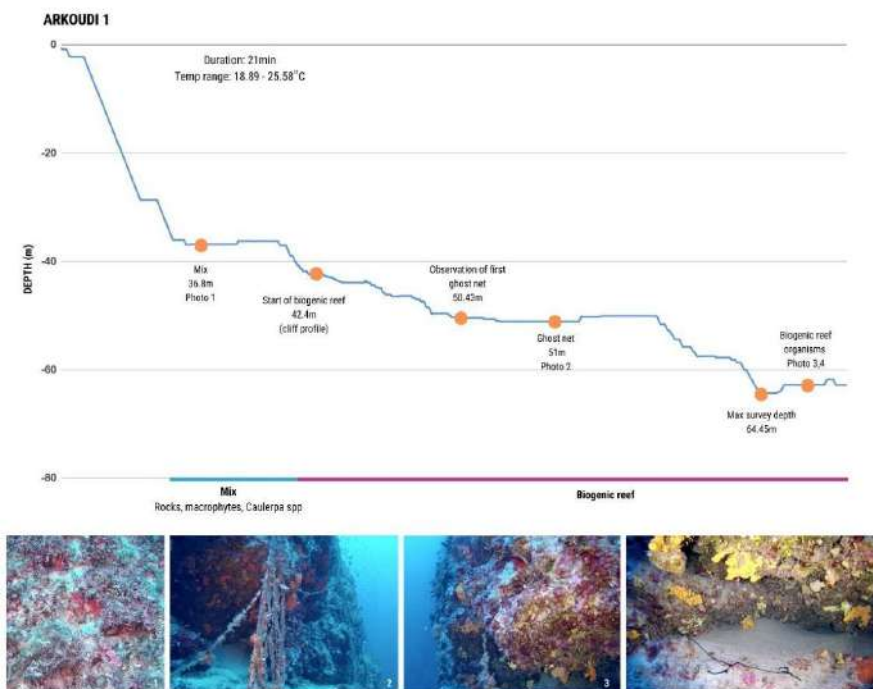 ARKOUDI 1
0
Duration: 21min
Temp range: 18.89 - 25.58°C
-20
DEPTH (m)
-40
Mix
36.8m
Photo 1
Start of biogenic reef
42.4m
(cliff profile)
Observation of first
ghost net
50.43m
Ghost net
51m
Photo 2
Biogenic reef
organisms
Photo 3,4
-60
Max survey depth
64.45m
-80
Mix
Rocks, macrophytes, Caulerpa spp
Biogenic reef
1
2
3